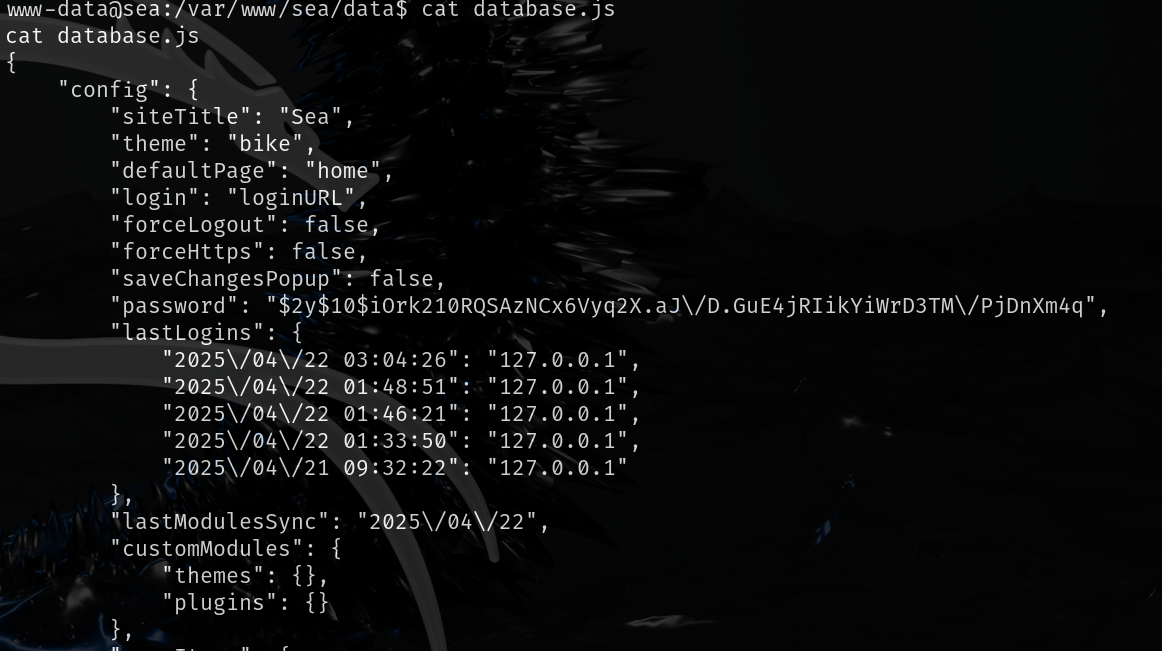 www-data@sea:/var/www/sea/data$ cat database.js
cat database.js
{
    "config": {
        "siteTitle": "Sea",
        "theme": "bike",
        "defaultPage": "home",
        "login": "loginURL",
        "forceLogout": false,
        "forceHttps": false,
        "saveChangesPopup": false,
        "password": "$2y$10$iOrk210RQSAzNCx6Vyq2X.aJ\/D.GuE4jRIikYiWrD3TM\/PjDnXm4q",
        "lastLogins": {
            "2025\/04\/22 03:04:26": "127.0.0.1",
            "2025\/04\/22 01:48:51": "127.0.0.1",
            "2025\/04\/22 01:46:21": "127.0.0.1",
            "2025\/04\/22 01:33:50": "127.0.0.1",
            "2025\/04\/21 09:32:22": "127.0.0.1"
        },
        "lastModulesSync": "2025\/04\/22",
        "customModules": {
            "themes": {},
            "plugins": {}
        },